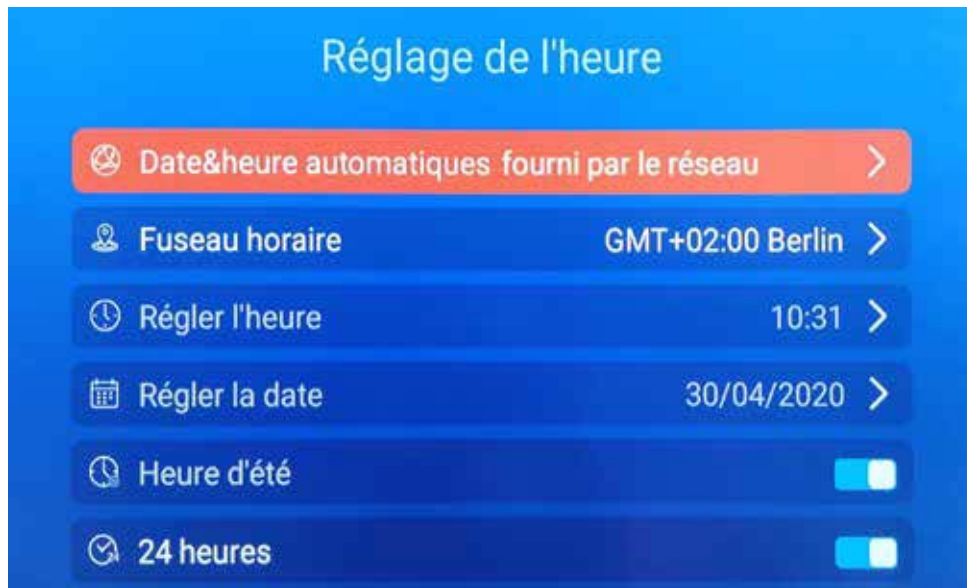 Réglage de l'heure
Date&heure automatiques fourni par le réseau
Fuseau horaire GMT+02:00 Berlin
Régler l'heure 10:31
Régler la date 30/04/2020
Heure d'été
24 heures